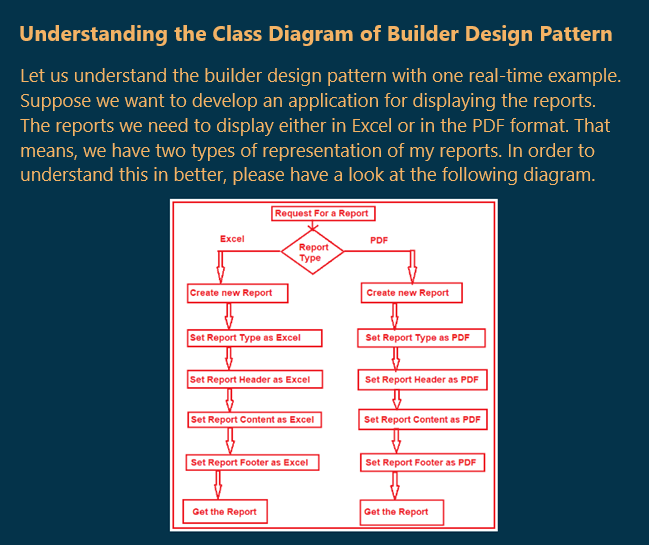 Understanding the Class Diagram of Builder Design Pattern
Let us understand the builder design pattern with one real-time example.
Suppose we want to develop an application for displaying the reports.
The reports we need to display either in Excel or in the PDF format. That
means, we have two types of representation of my reports. In order to
understand this in better, please have a look at the following diagram.
Request For a Report
Excel
Report
Type
PDF
Create new Report
Create new Report
Set Report Type as Excel
Set Report Type as PDF
Set Report Header as Excel
Set Report Header as PDF
Set Report Content as Excel
Set Report Content as PDF
Set Report Footer as Excel
Set Report Footer as PDF
Get the Report
Get the Report